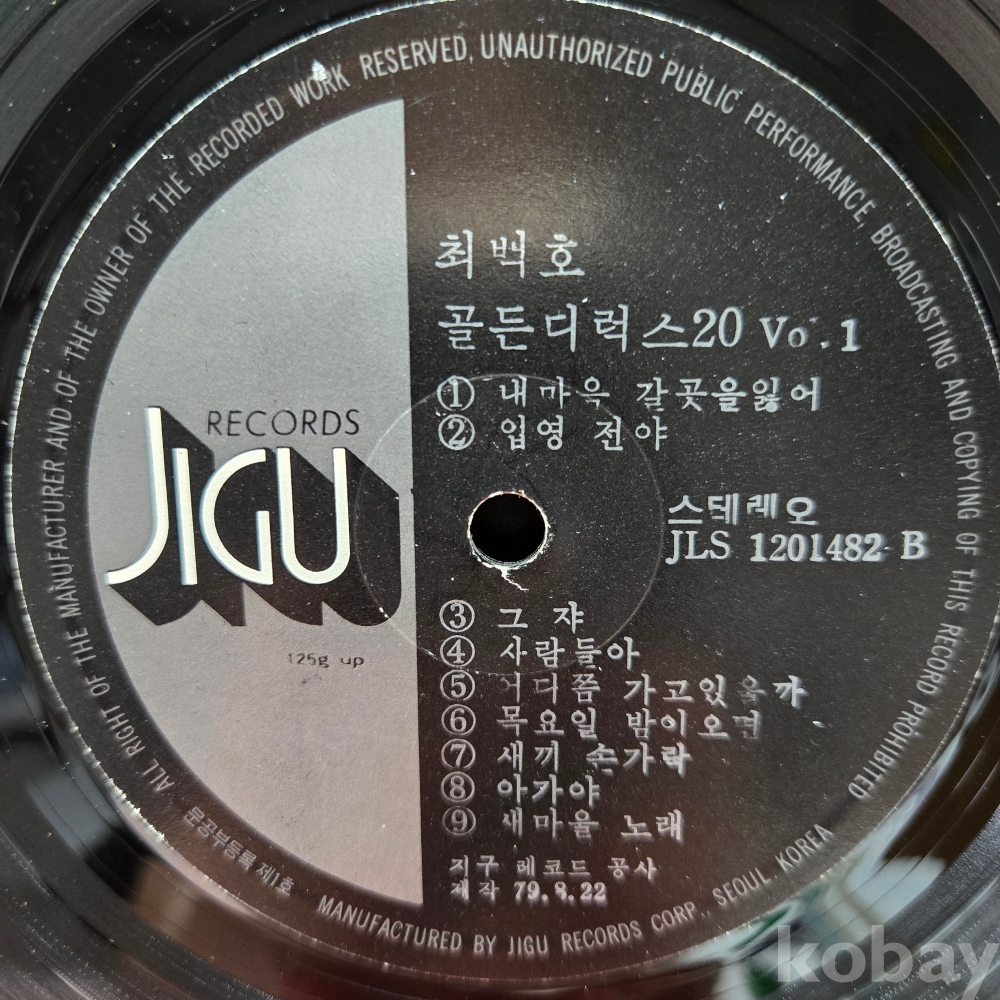 ALL RIGHT OF THE MANUFACTURER AND OF THE OWNER OF THE RECORDED WORK RESERVED, UNAUTHORIZED PUBLIC PERFORMANCE, BROADCASTING AND COPYING OF THIS RECORD PROHIBITED
최백호
골든디럭스20 Vo.1
① 내마음 갈곳을잃어
② 입영 전야
RECORDS
JIGU
스테레오
JLS 1201482 B
125g up
③ 그 쟈
④ 사람들아
⑤ 어디쯤 가고있을까
⑥ 목요일 밤이오면
⑦ 새끼 손가락
⑧ 아가야
⑨ 새마을 노래
지구 레코드 공사
제작 79.8.22
문공부등록 제1호
MANUFACTURED BY JIGU RECORDS CORP., SEOUL KOREA
kobay